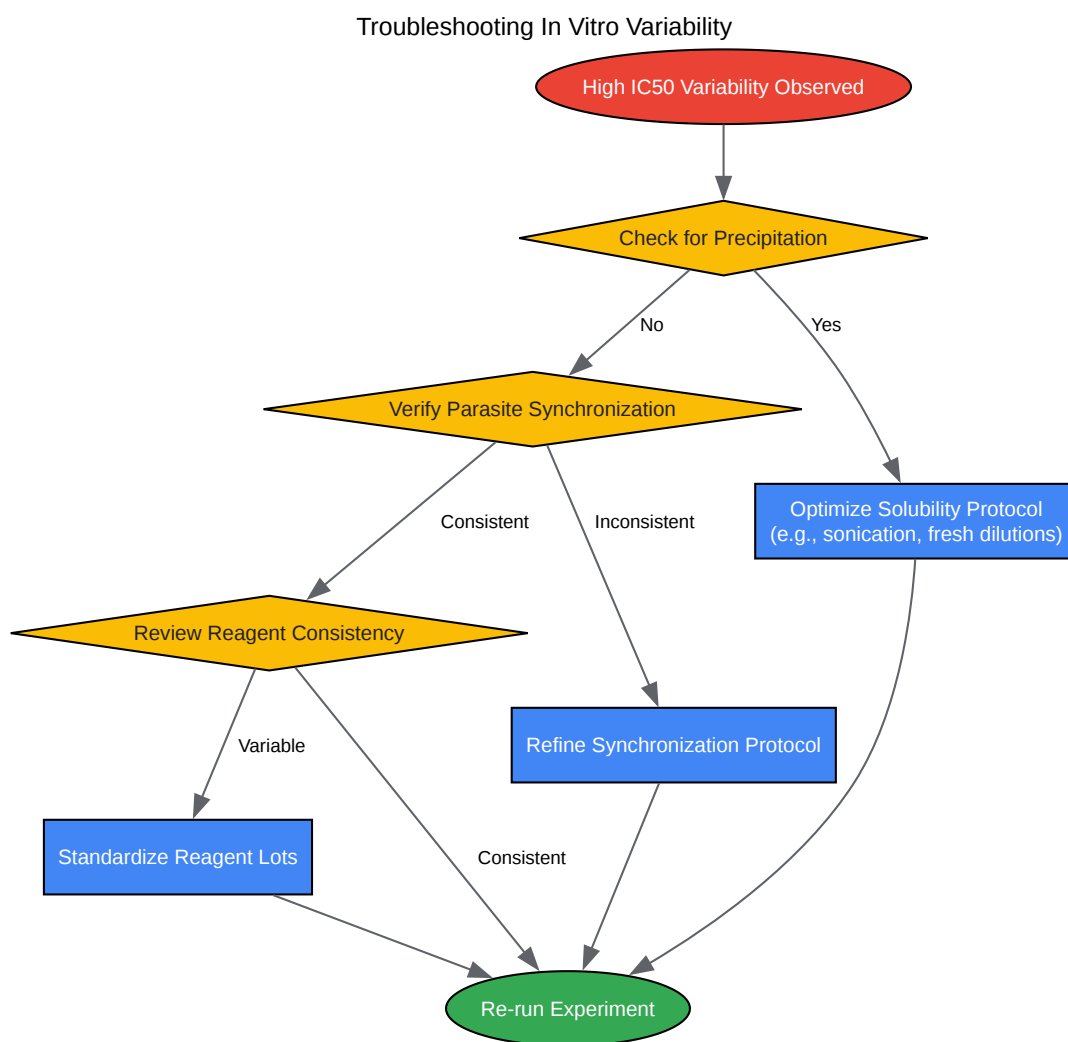 Troubleshooting In Vitro Variability
High IC50 Variability Observed
Check for Precipitation
No
Yes
Verify Parasite Synchronization
Optimize Solubility Protocol
(e.g., sonication, fresh dilutions)
Consistent
Inconsistent
Review Reagent Consistency
Refine Synchronization Protocol
Variable
Standardize Reagent Lots
Consistent
Re-run Experiment